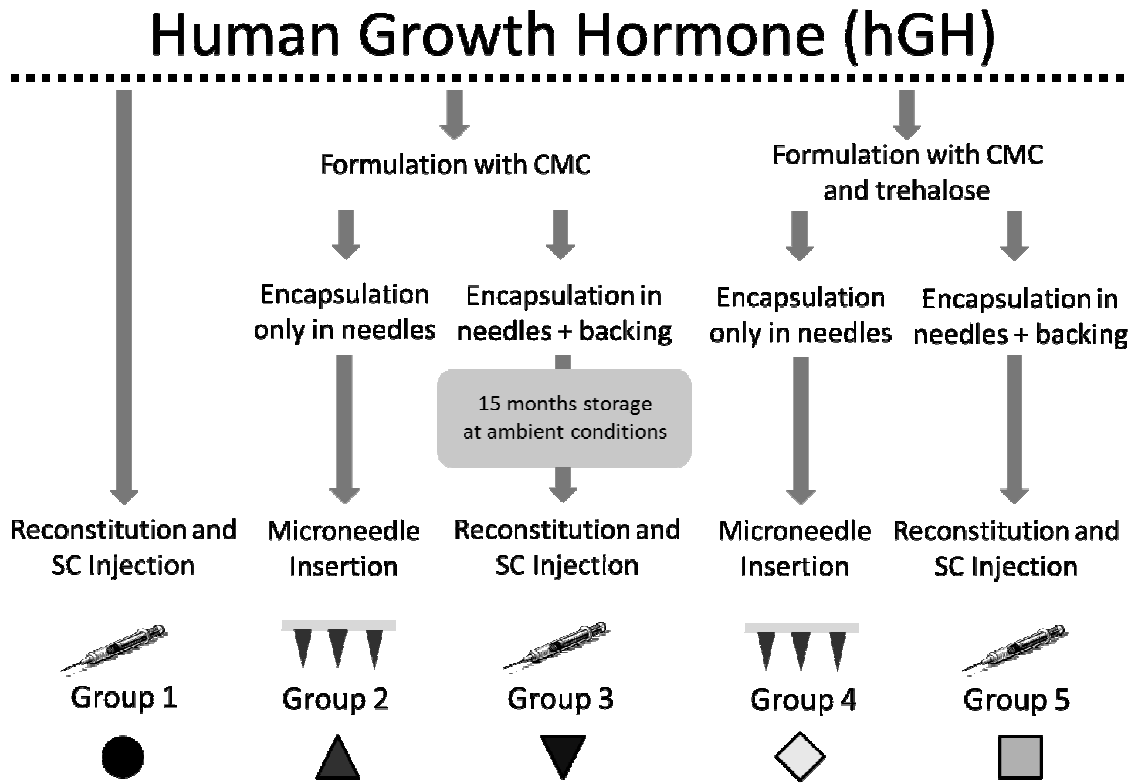 Human Growth Hormone (hGH)
Formulation with CMC
Formulation with CMC
and trehalose
Encapsulation
only in needles
Encapsulation in
needles + backing
Encapsulation
only in needles
Encapsulation in
needles + backing
15 months storage
at ambient conditions
Reconstitution and
SC Injection
Microneedle
Insertion
Reconstitution and
SC Injection
Microneedle
Insertion
Reconstitution and
SC Injection
Group 1
Group 2
Group 3
Group 4
Group 5